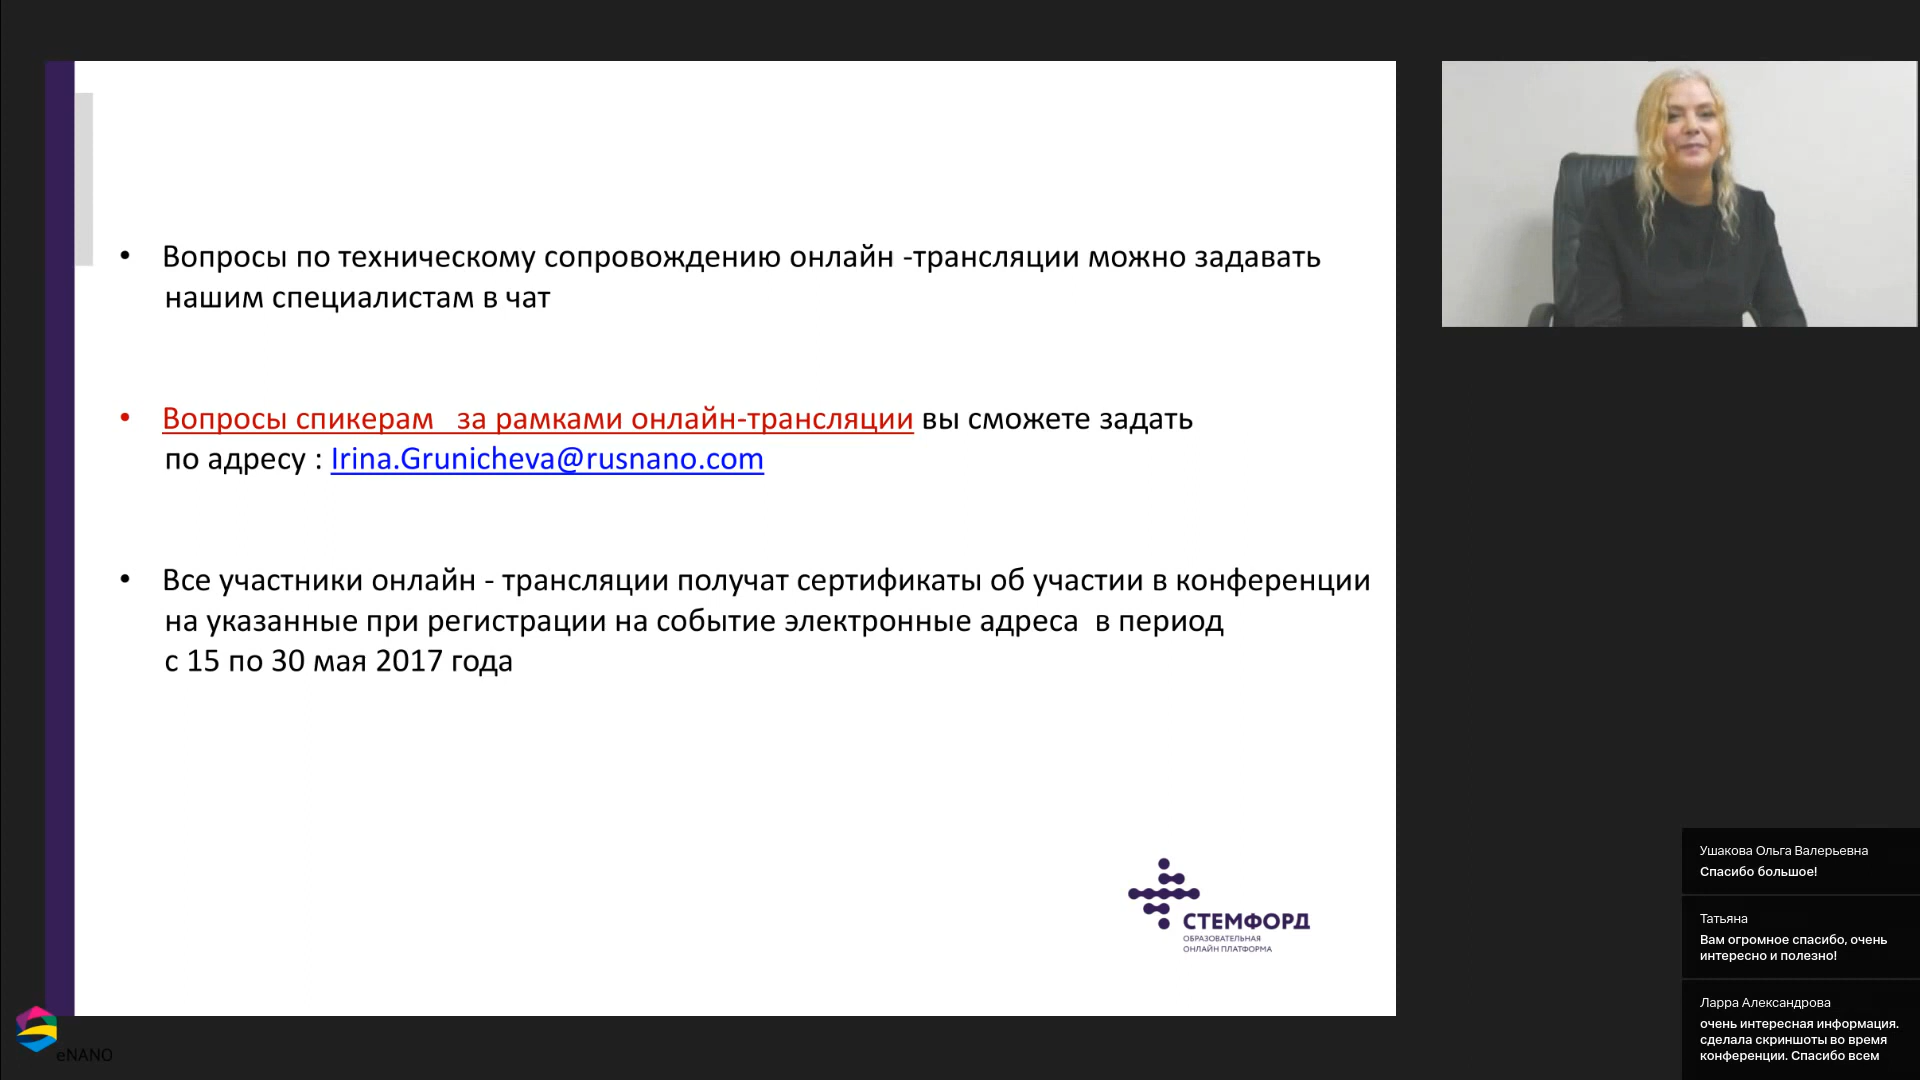 • Вопросы по техническому сопровождению онлайн -трансляции можно задавать
нашим специалистам в чат
• Вопросы спикерам за рамками онлайн-трансляции вы сможете задать
по адресу : Irina.Grunicheva@rusnano.com
• Все участники онлайн - трансляции получат сертификаты об участии в конференции
на указанные при регистрации на событие электронные адреса в период
с 15 по 30 мая 2017 года
СТЕМФОРД
ОБРАЗОВАТЕЛЬНАЯ
ОНЛАЙН ПЛАТФОРМА
eNANO
Ушакова Ольга Валерьевна
Спасибо большое!
Татьяна
Вам огромное спасибо, очень
интересно и полезно!
Ларра Александрова
очень интересная информация.
сделала скриншоты во время
конференции. Спасибо всем